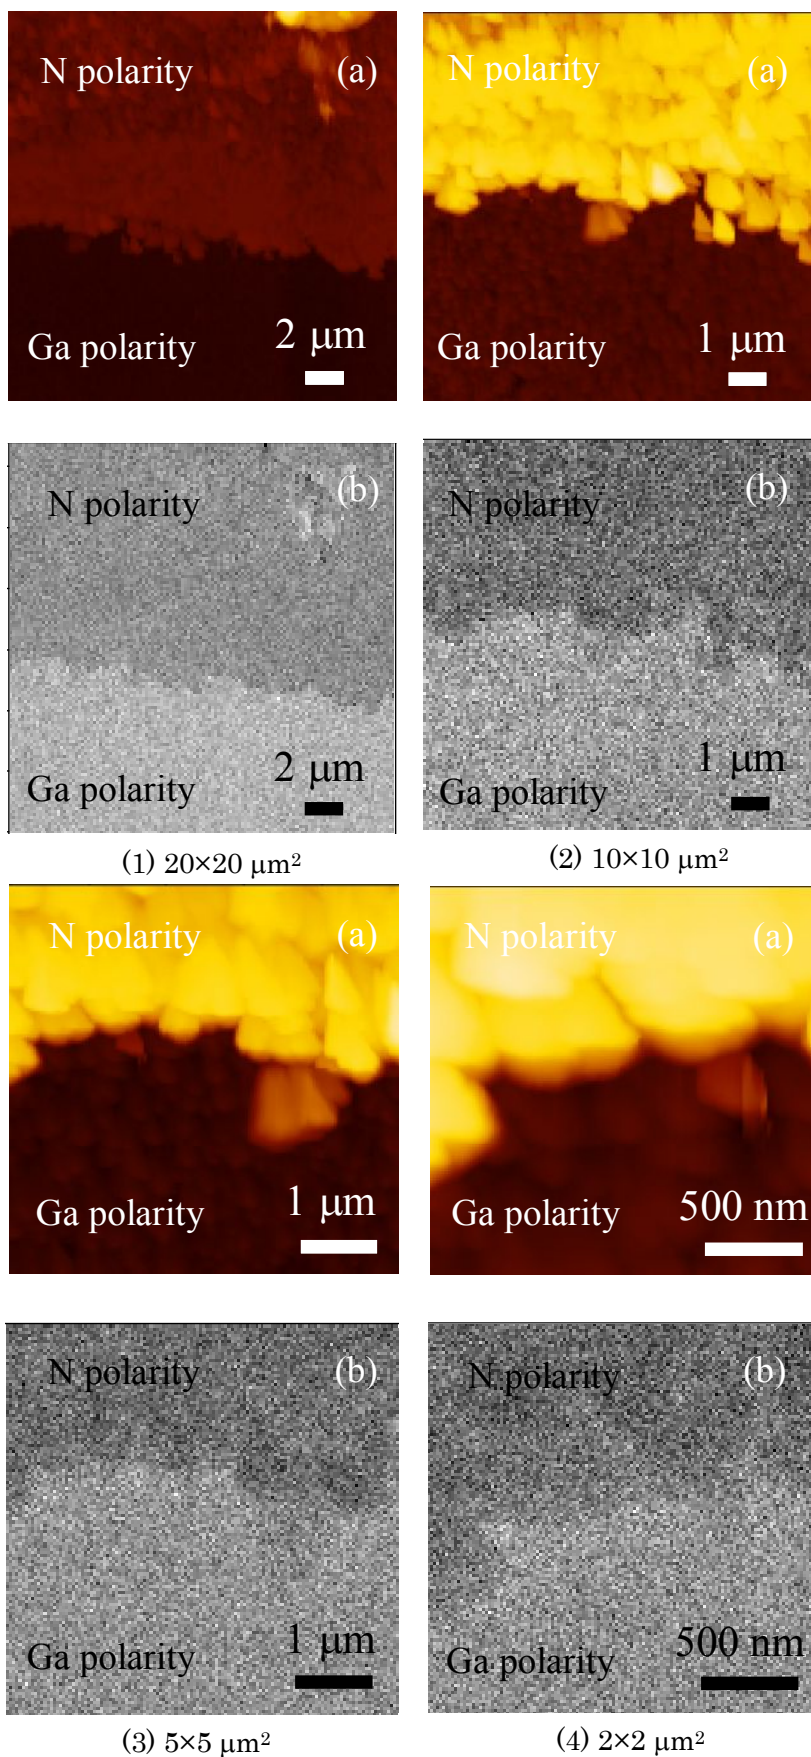 N polarity (a)
Ga polarity 2 μm
N polarity (a)
Ga polarity 1 μm
N polarity (b)
Ga polarity 2 μm
N polarity (b)
Ga polarity 1 μm
(1) 20×20 μm²
(2) 10×10 μm²
N polarity (a)
Ga polarity 1 μm
N polarity (a)
Ga polarity 500 nm
N polarity (b)
Ga polarity 1 μm
N polarity (b)
Ga polarity 500 nm
(3) 5×5 μm²
(4) 2×2 μm²